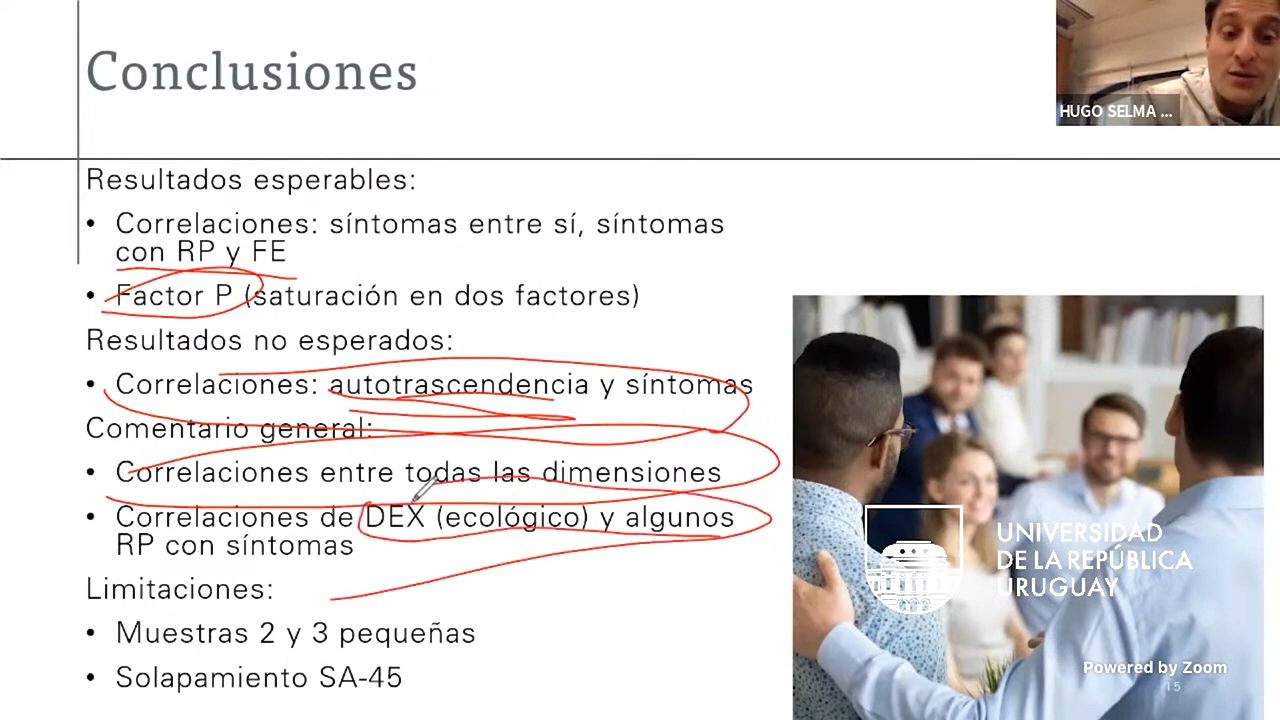 Conclusiones
HUGO SELMA ...
Resultados esperables:
• Correlaciones: síntomas entre sí, síntomas
con RP y FE
• Factor P (saturación en dos factores)
Resultados no esperados:
• Correlaciones: autotrascendencia y síntomas
Comentario general:
• Correlaciones entre todas las dimensiones
• Correlaciones de DEX (ecológico) y algunos
RP con síntomas
Limitaciones:
• Muestras 2 y 3 pequeñas
• Solapamiento SA-45
UNIVERSIDAD
DE LA REPÚBLICA
URUGUAY
Powered by Zoom
15